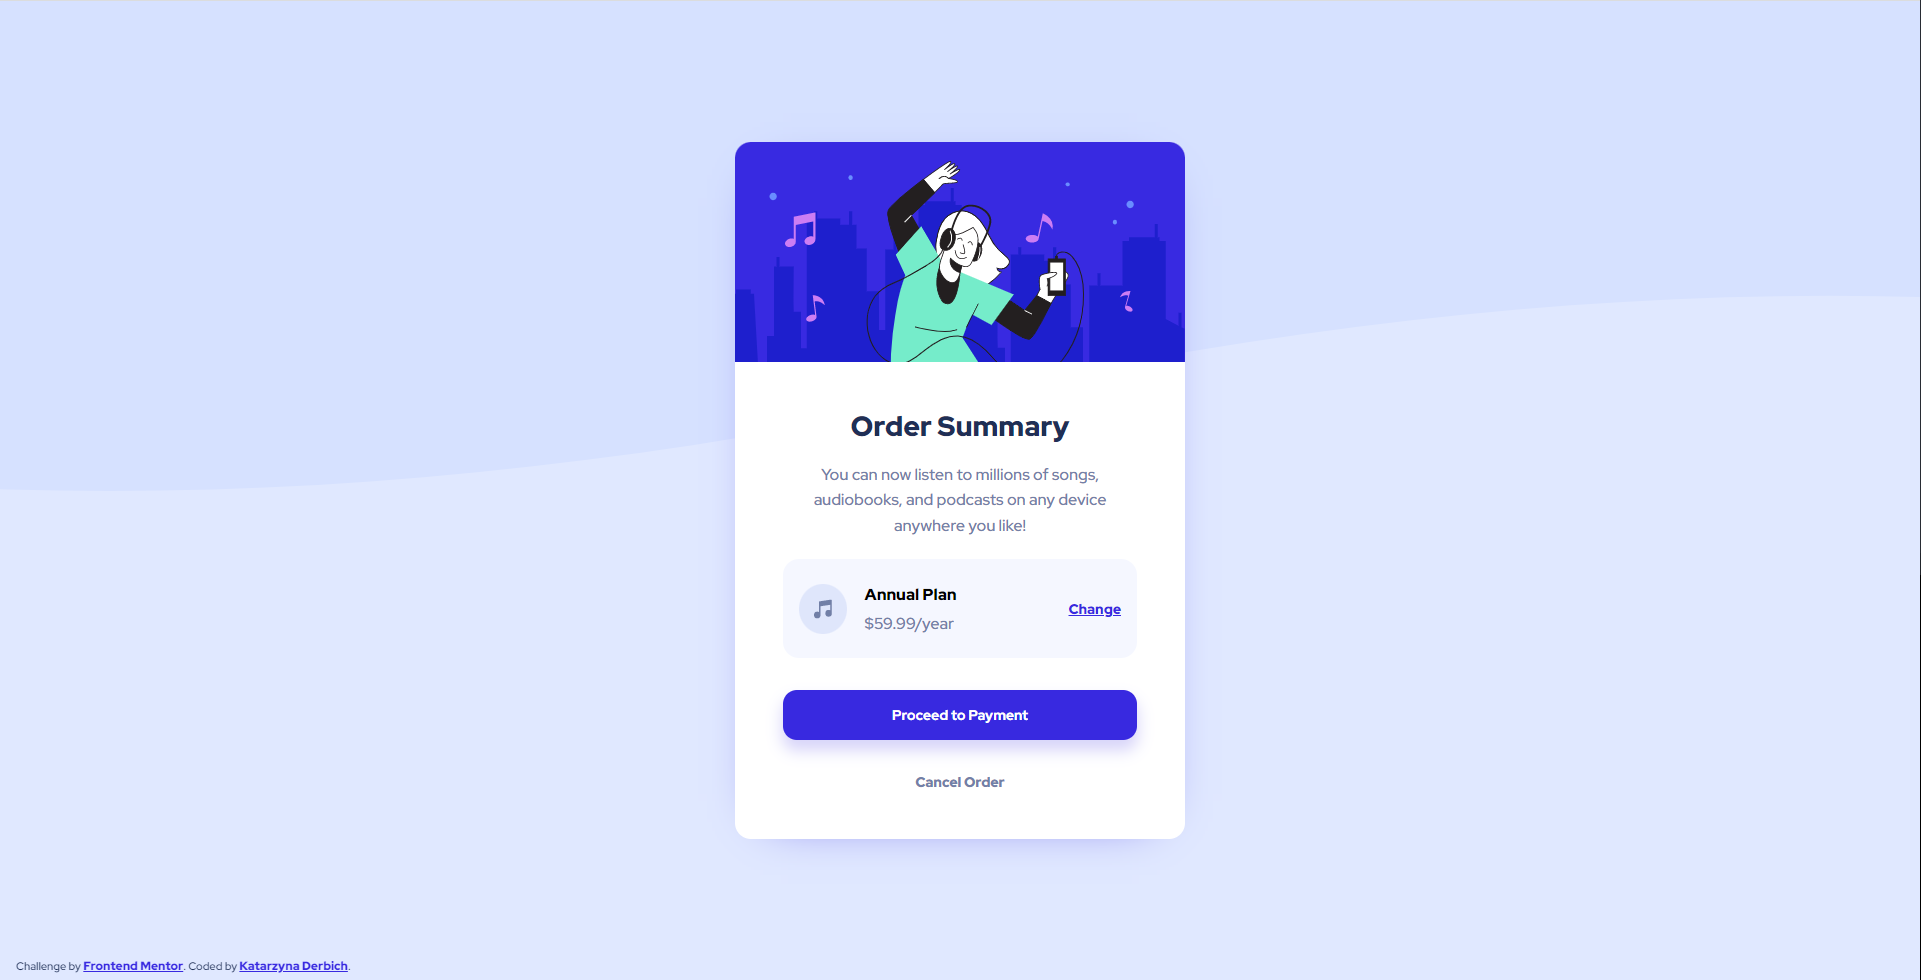 Order Summary
You can now listen to millions of songs,
audiobooks, and podcasts on any device
anywhere you like!
Annual Plan
$59.99/year
Change
Proceed to Payment
Cancel Order
Challenge by Frontend Mentor. Coded by Katarzyna Derbich.